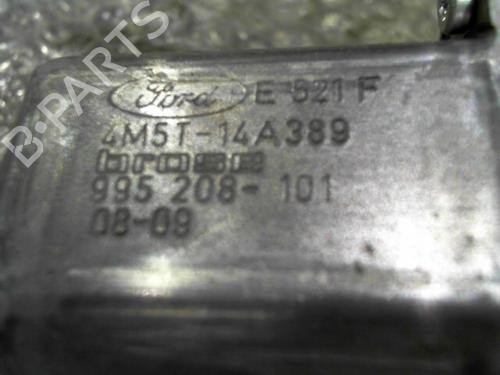 B-PARTS
Ford E 821 F
4M5T-14A389
brose
995 208- 101
08-09